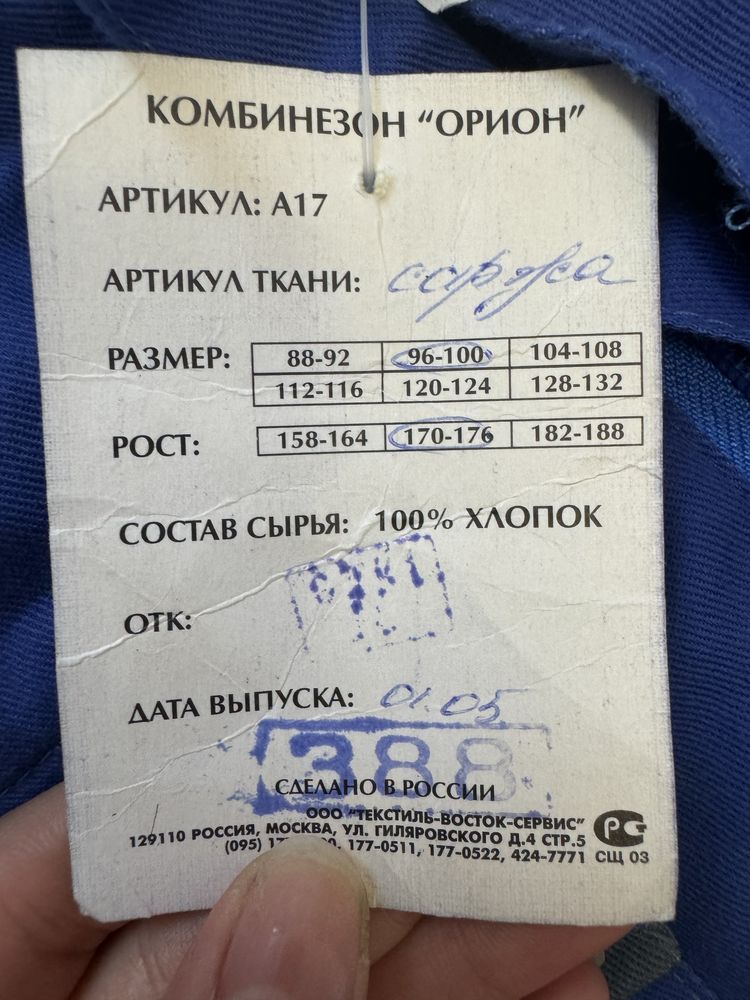 КОМБИНЕЗОН "ОРИОН"
АРТИКУЛ: А17
АРТИКУЛ ТКАНИ: саржа
РАЗМЕР: 88-92 96-100 104-108
112-116 120-124 128-132
РОСТ: 158-164 170-176 182-188
СОСТАВ СЫРЬЯ: 100% ХЛОПОК
ОТК:
ДАТА ВЫПУСКА: 01.05
388
СДЕЛАНО В РОССИИ
ООО "ТЕКСТИЛЬ-ВОСТОК-СЕРВИС"
129110 РОССИЯ, МОСКВА, УЛ. ГИЛЯРОВСКОГО Д.4 СТР.5
(095) 177-0511, 177-0522, 424-7771 СЩ 03